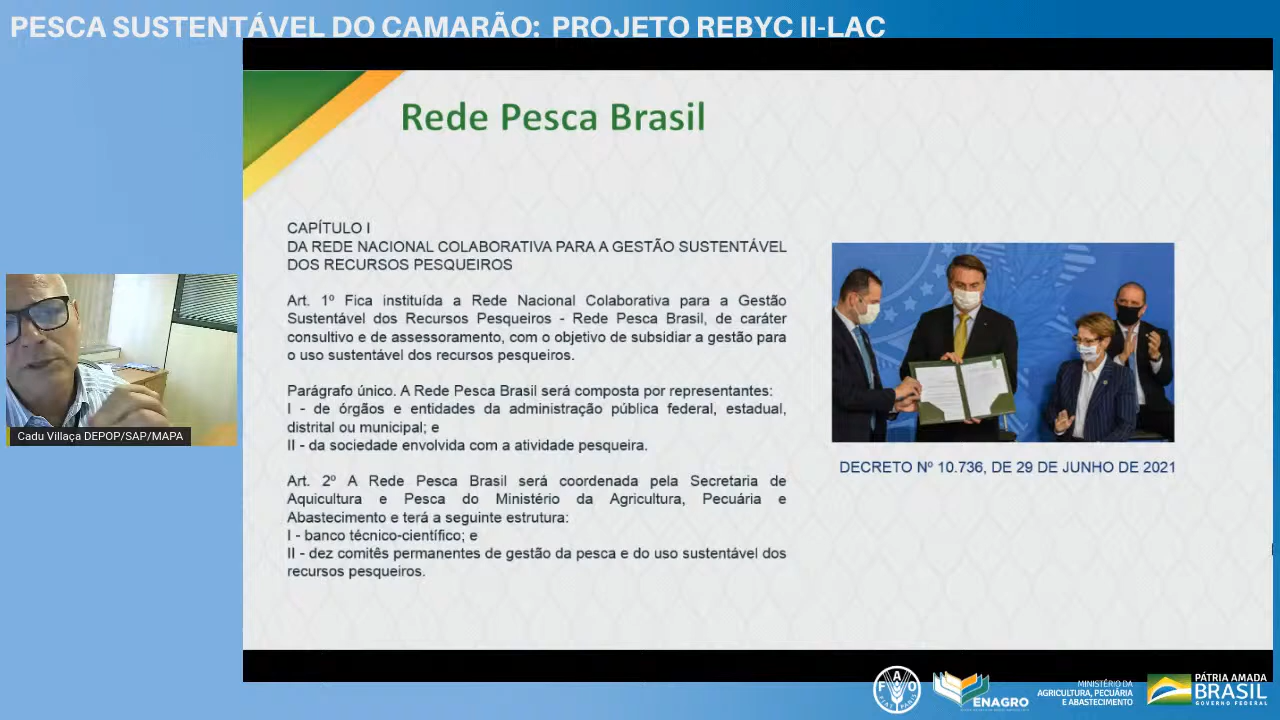 PESCA SUSTENTÁVEL DO CAMARÃO: PROJETO REBYC II-LAC
Rede Pesca Brasil
CAPÍTULO I
DA REDE NACIONAL COLABORATIVA PARA A GESTÃO SUSTENTÁVEL
DOS RECURSOS PESQUEIROS
Art. 1º Fica instituída a Rede Nacional Colaborativa para a Gestão
Sustentável dos Recursos Pesqueiros - Rede Pesca Brasil, de caráter
consultivo e de assessoramento, com o objetivo de subsidiar a gestão para
o uso sustentável dos recursos pesqueiros.
Parágrafo único. A Rede Pesca Brasil será composta por representantes:
I - de órgãos e entidades da administração pública federal, estadual,
distrital ou municipal; e
II - da sociedade envolvida com a atividade pesqueira.
Art. 2º A Rede Pesca Brasil será coordenada pela Secretaria de
Aquicultura e Pesca do Ministério da Agricultura, Pecuária e
Abastecimento e terá a seguinte estrutura:
I - banco técnico-científico; e
II - dez comitês permanentes de gestão da pesca e do uso sustentável dos
recursos pesqueiros.
DECRETO Nº 10.736, DE 29 DE JUNHO DE 2021
Cadu Villaça DEPOP/SAP/MAPA
FAO
FIAT PANIS
ENAGRO
MINISTÉRIO DA
AGRICULTURA, PECUÁRIA
E ABASTECIMENTO
PÁTRIA AMADA
BRASIL
GOVERNO FEDERAL